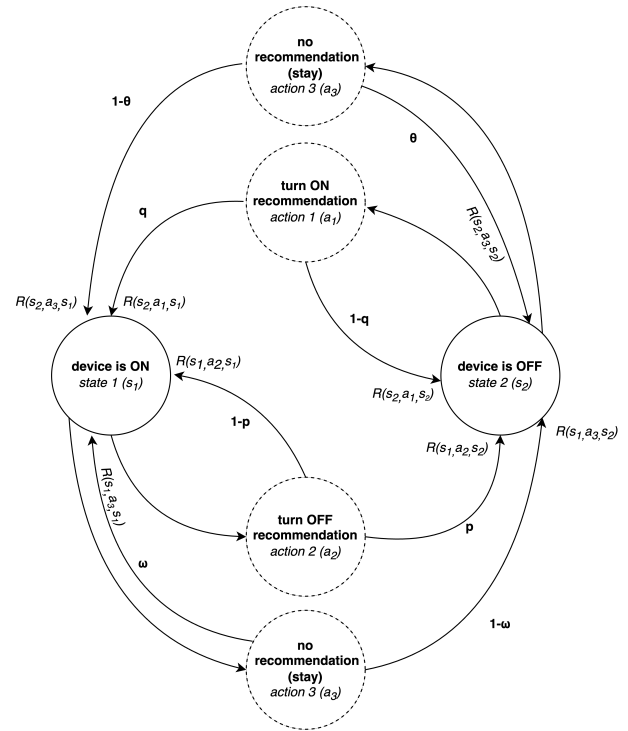 no
recommendation
(stay)
action 3 (a3)
1-θ
θ
turn ON
recommendation
action 1 (a1)
q
R(s2,a3,s2)
1-q
R(s2,a3,s1)
R(s2,a1,s1)
device is ON
state 1 (s1)
R(s1,a2,s1)
device is OFF
state 2 (s2)
R(s2,a1,s2)
1-p
R(s1,a3,s2)
R(s1,a2,s2)
R(s1,a3,s1)
turn OFF
recommendation
action 2 (a2)
p
ω
no
recommendation
(stay)
action 3 (a3)
1-ω